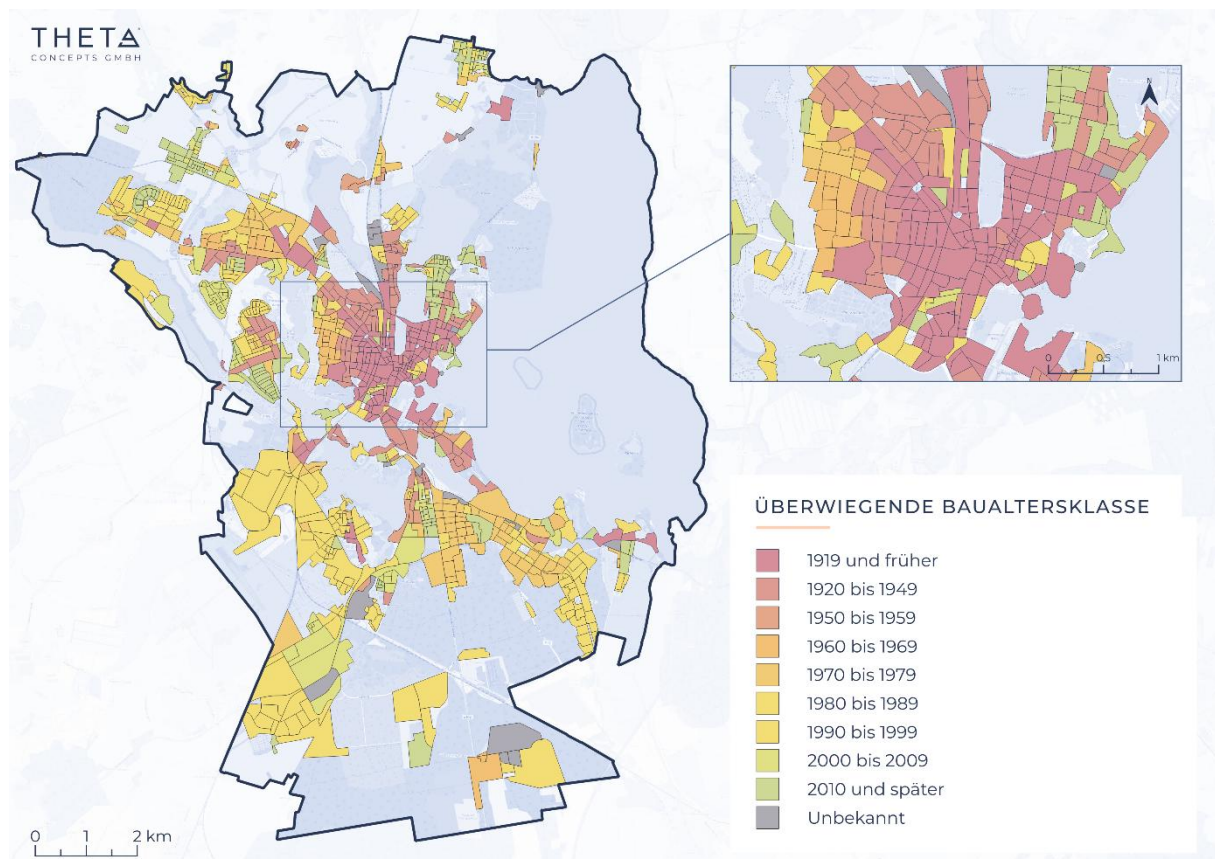 THETA
CONCEPTS GMBH
N
0 0,5 1 km
ÜBERWIEGENDE BAUALTERSKLASSE
1919 und früher
1920 bis 1949
1950 bis 1959
1960 bis 1969
1970 bis 1979
1980 bis 1989
1990 bis 1999
2000 bis 2009
2010 und später
Unbekannt
0 1 2 km